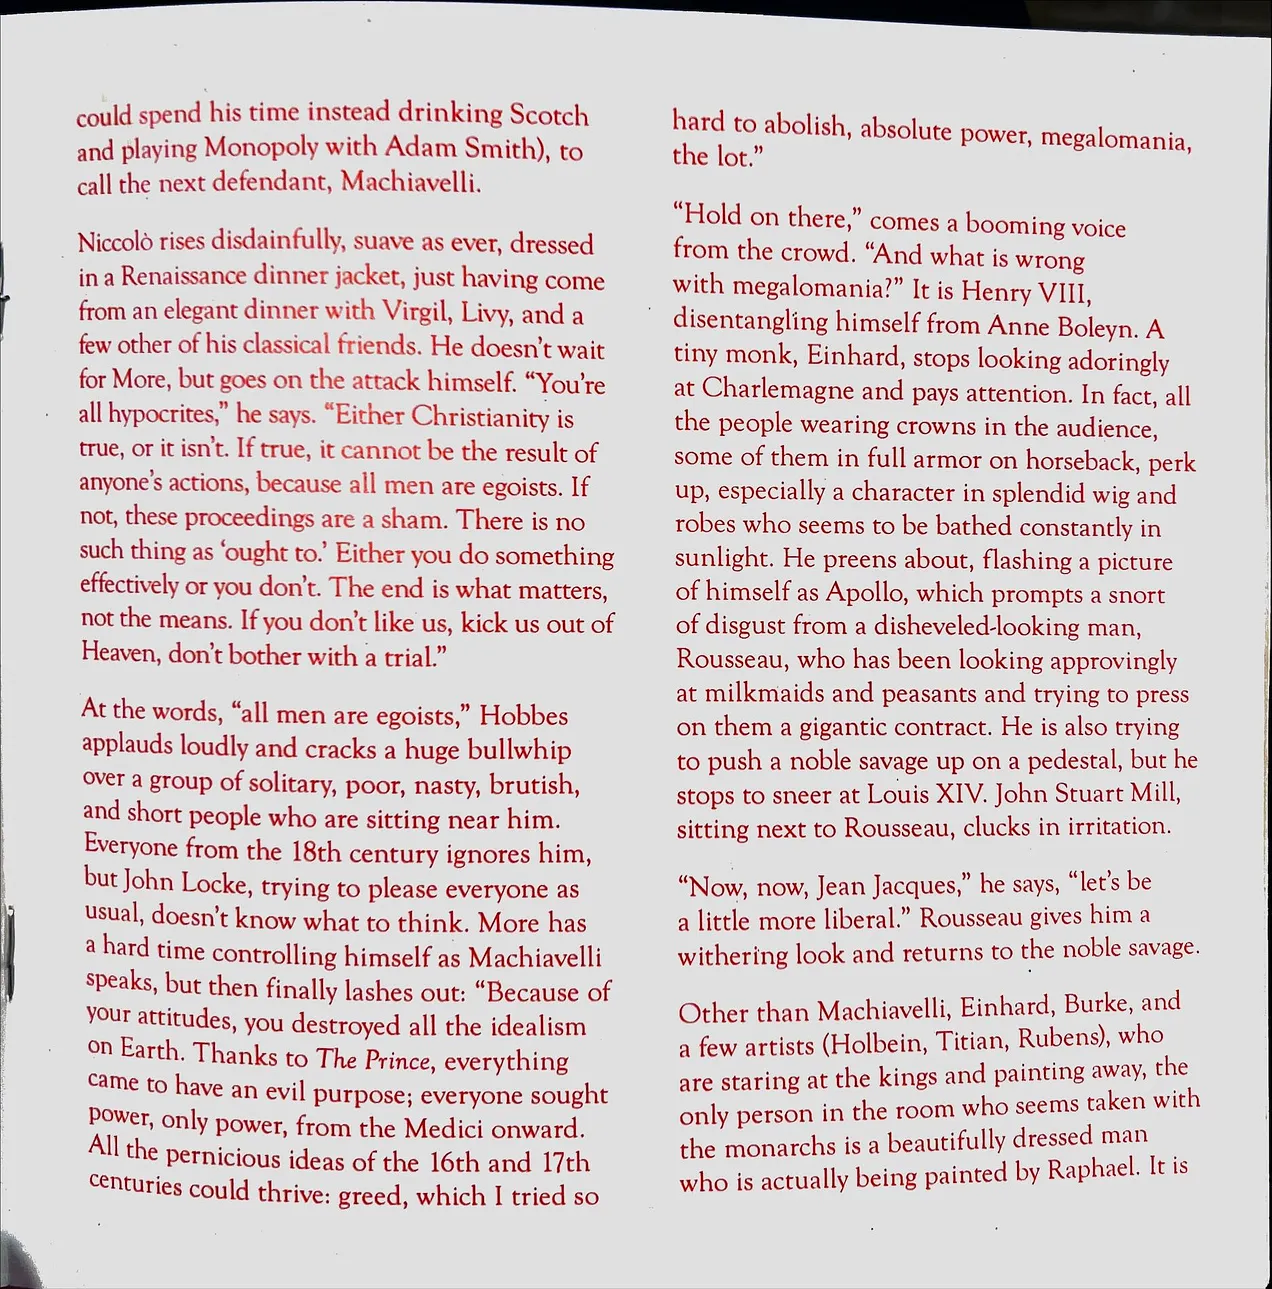 could spend his time instead drinking Scotch
and playing Monopoly with Adam Smith), to
call the next defendant, Machiavelli.
Niccolò rises disdainfully, suave as ever, dressed
in a Renaissance dinner jacket, just having come
from an elegant dinner with Virgil, Livy, and a
few other of his classical friends. He doesn't wait
for More, but goes on the attack himself. “You're
all hypocrites,” he says. “Either Christianity is
true, or it isn't. If true, it cannot be the result of
anyone's actions, because all men are egoists. If
not, these proceedings are a sham. There is no
such thing as ‘ought to.’ Either you do something
effectively or you don't. The end is what matters,
not the means. If you don't like us, kick us out of
Heaven, don't bother with a trial.”
At the words, “all men are egoists,” Hobbes
applauds loudly and cracks a huge bullwhip
over a group of solitary, poor, nasty, brutish,
and short people who are sitting near him.
Everyone from the 18th century ignores him,
but John Locke, trying to please everyone as
usual, doesn't know what to think. More has
a hard time controlling himself as Machiavelli
speaks, but then finally lashes out: “Because of
your attitudes, you destroyed all the idealism
on Earth. Thanks to The Prince, everything
came to have an evil purpose; everyone sought
power, only power, from the Medici onward.
All the pernicious ideas of the 16th and 17th
centuries could thrive: greed, which I tried so
hard to abolish, absolute power, megalomania,
the lot.”
“Hold on there,” comes a booming voice
from the crowd. “And what is wrong
with megalomania?” It is Henry VIII,
disentangling himself from Anne Boleyn. A
tiny monk, Einhard, stops looking adoringly
at Charlemagne and pays attention. In fact, all
the people wearing crowns in the audience,
some of them in full armor on horseback, perk
up, especially a character in splendid wig and
robes who seems to be bathed constantly in
sunlight. He preens about, flashing a picture
of himself as Apollo, which prompts a snort
of disgust from a disheveled-looking man,
Rousseau, who has been looking approvingly
at milkmaids and peasants and trying to press
on them a gigantic contract. He is also trying
to push a noble savage up on a pedestal, but he
stops to sneer at Louis XIV. John Stuart Mill,
sitting next to Rousseau, clucks in irritation.
“Now, now, Jean Jacques,” he says, “let's be
a little more liberal.” Rousseau gives him a
withering look and returns to the noble savage.
Other than Machiavelli, Einhard, Burke, and
a few artists (Holbein, Titian, Rubens), who
are staring at the kings and painting away, the
only person in the room who seems taken with
the monarchs is a beautifully dressed man
who is actually being painted by Raphael. It is